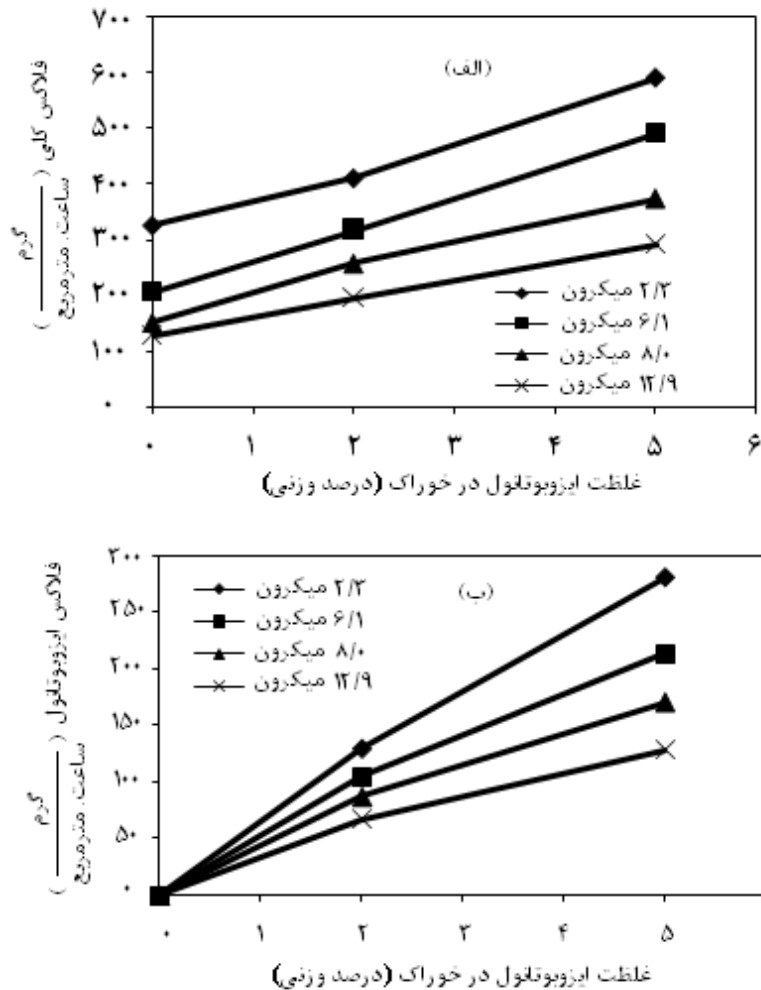 ۷۰۰
۶۰۰
۵۰۰
۴۰۰
۳۰۰
۲۰۰
۱۰۰
۰
فلاکس کلی (گرم / ساعت. مترمربع)
(الف)
۲/۳ میکرون
۶/۱ میکرون
۸/۰ میکرون
۱۲/۹ میکرون
۰ ۱ ۲ ۳ ۴ ۵ ۶
غلظت ایزوبوتانول در خوراک (درصد وزنی)
۳۰۰
۲۵۰
۲۰۰
۱۵۰
۱۰۰
۵۰
۰
فلاکس ایزوبوتانول (گرم / ساعت. مترمربع)
(ب)
۲/۳ میکرون
۶/۱ میکرون
۸/۰ میکرون
۱۲/۹ میکرون
۰ ۱ ۲ ۳ ۴ ۵
غلظت ایزوبوتانول در خوراک (درصد وزنی)